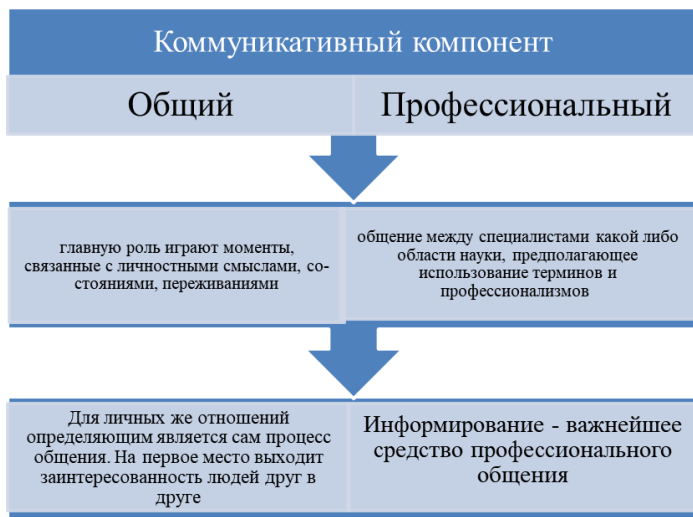 Коммуникативный компонент
Общий
Профессиональный
главную роль играют моменты,
связанные с личностными смыслами, со-
стояниями, переживаниями
общение между специалистами какой либо
области науки, предполагающее
использование терминов и
профессионализмов
Для личных же отношений
определяющим является сам процесс
общения. На первое место выходит
заинтересованность людей друг в
друге
Информирование - важнейшее
средство профессионального
общения